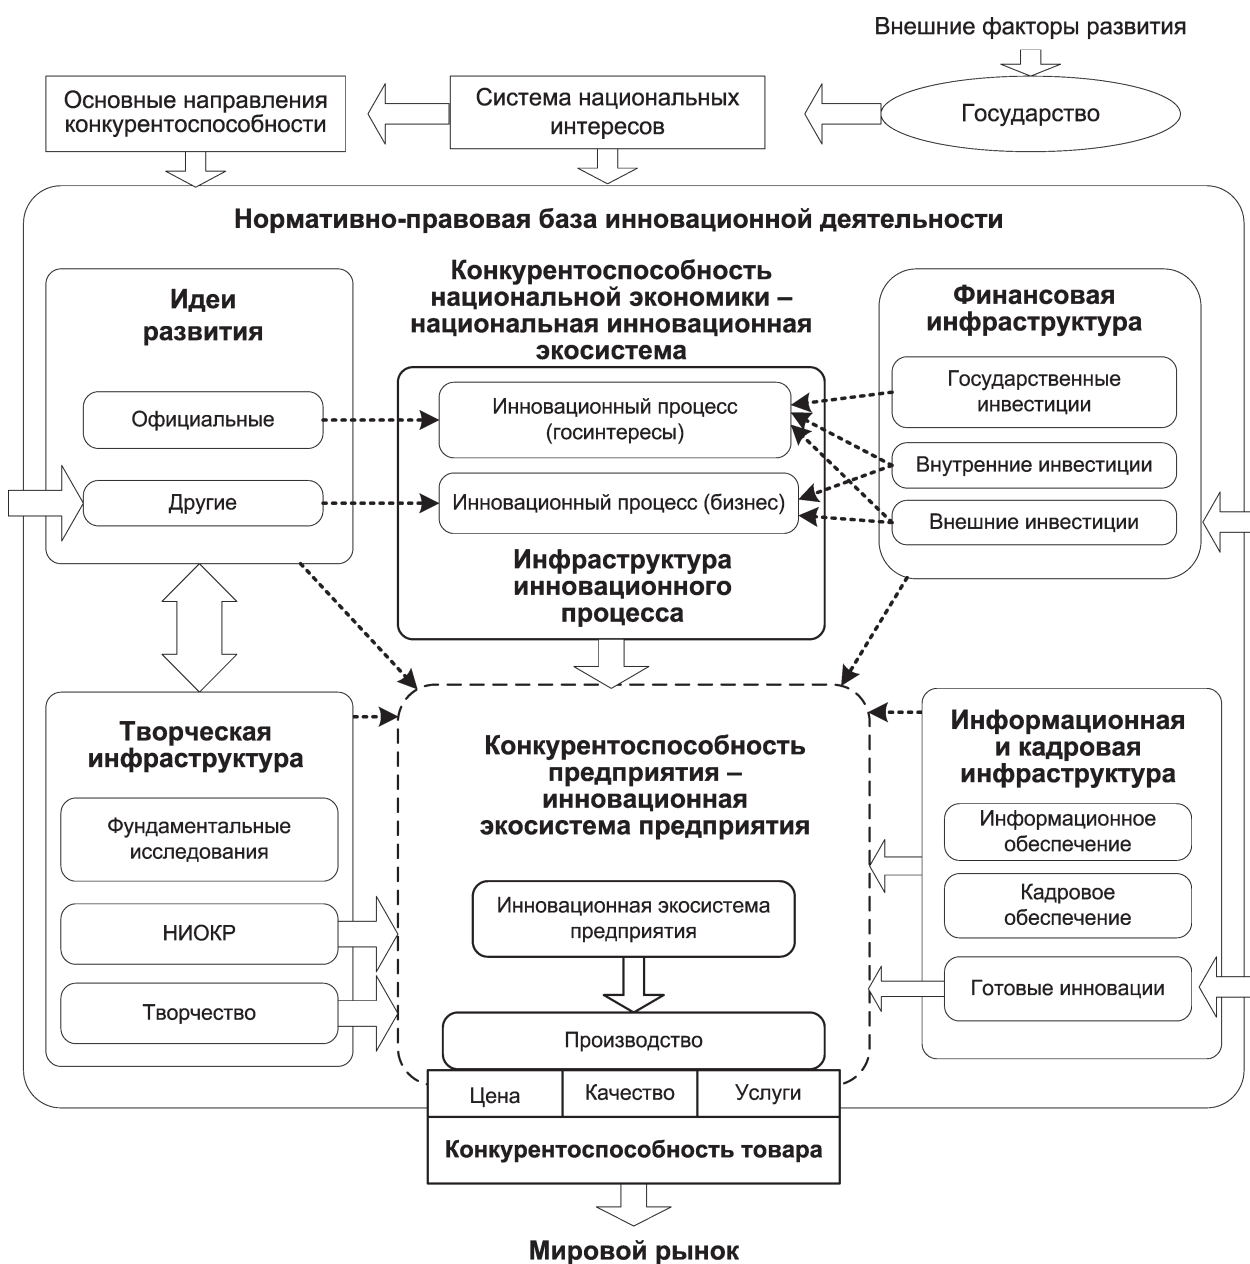 Внешние факторы развития
Основные направления
конкурентоспособности
Система национальных
интересов
Государство
Нормативно-правовая база инновационной деятельности
Идеи
развития
Официальные
Другие
Конкурентоспособность
национальной экономики –
национальная инновационная
экосистема
Инновационный процесс
(госинтересы)
Инновационный процесс (бизнес)
Инфраструктура
инновационного
процесса
Финансовая
инфраструктура
Государственные
инвестиции
Внутренние инвестиции
Внешние инвестиции
Творческая
инфраструктура
Фундаментальные
исследования
НИОКР
Творчество
Конкурентоспособность
предприятия –
инновационная
экосистема предприятия
Инновационная экосистема
предприятия
Производство
Цена
Качество
Услуги
Конкурентоспособность товара
Информационная
и кадровая
инфраструктура
Информационное
обеспечение
Кадровое
обеспечение
Готовые инновации
Мировой рынок